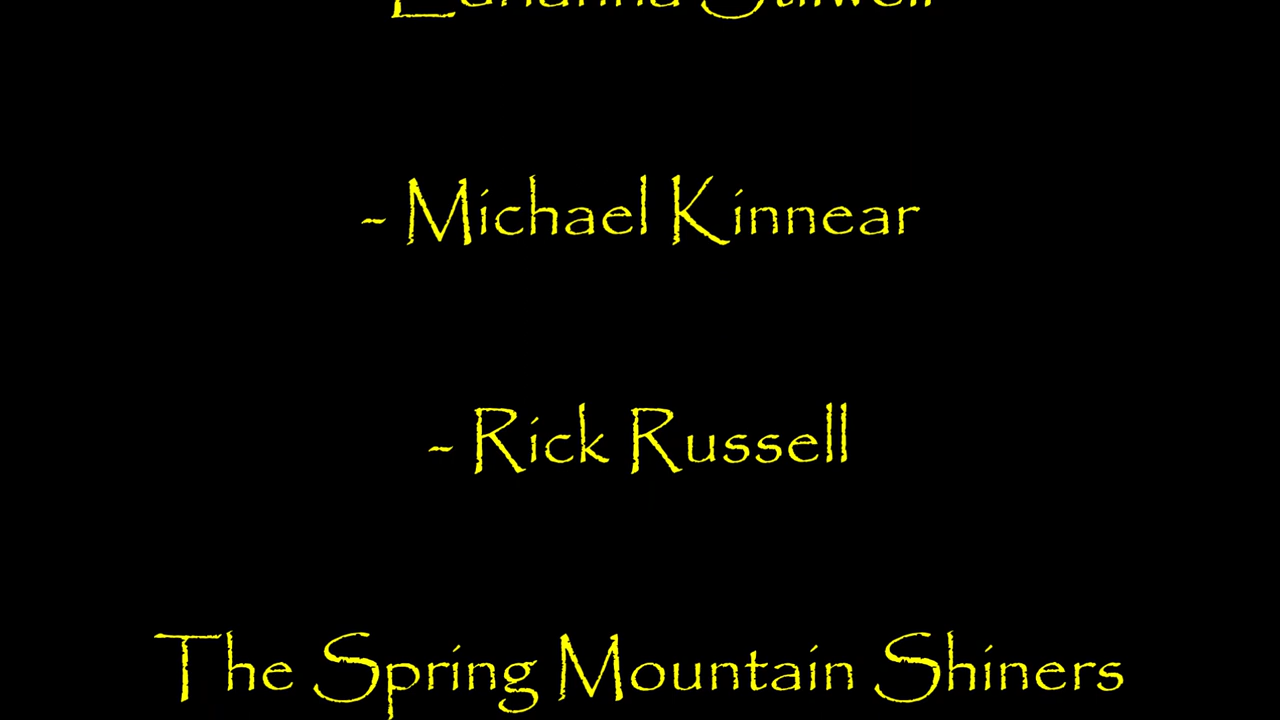 - Michael Kinnear
- Rick Russell
The Spring Mountain Shiners